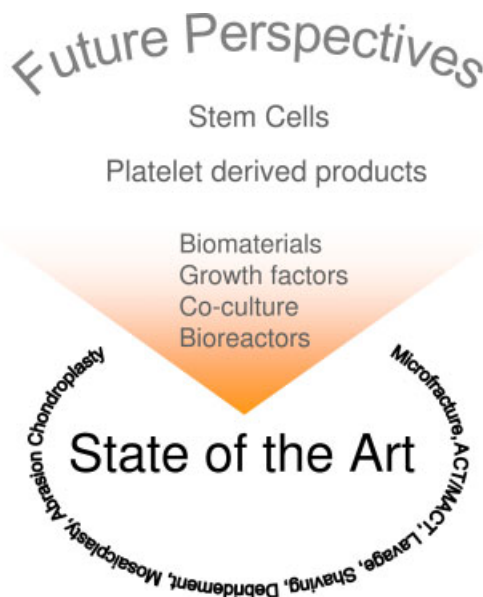 Future Perspectives
Stem Cells
Platelet derived products
Biomaterials
Growth factors
Co-culture
Bioreactors
State of the Art
Microfracture, ACT/MACT, Lavage, Shaving, Debridement, Mosaicplasty, Abrasion Chondroplasty